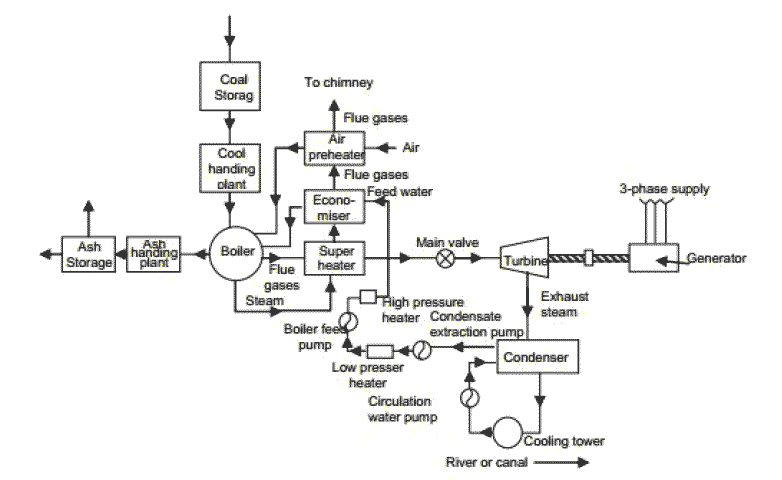 Coal
Storag
To chimney
Flue gases
Cool
handing
plant
Air
preheater
Air
Flue gases
Feed water
Econo-
miser
3-phase supply
Ash
Storage
Ash
handing
plant
Boiler
Super
heater
Main valve
Turbine
Generator
Flue
gases
Steam
Exhaust
steam
High pressure
heater
Boiler feed
pump
Condensate
extraction pump
Low presser
heater
Condenser
Circulation
water pump
Cooling tower
River or canal